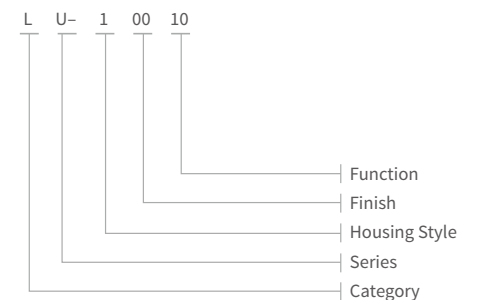 L U– 1 00 10
Function
Finish
Housing Style
Series
Category